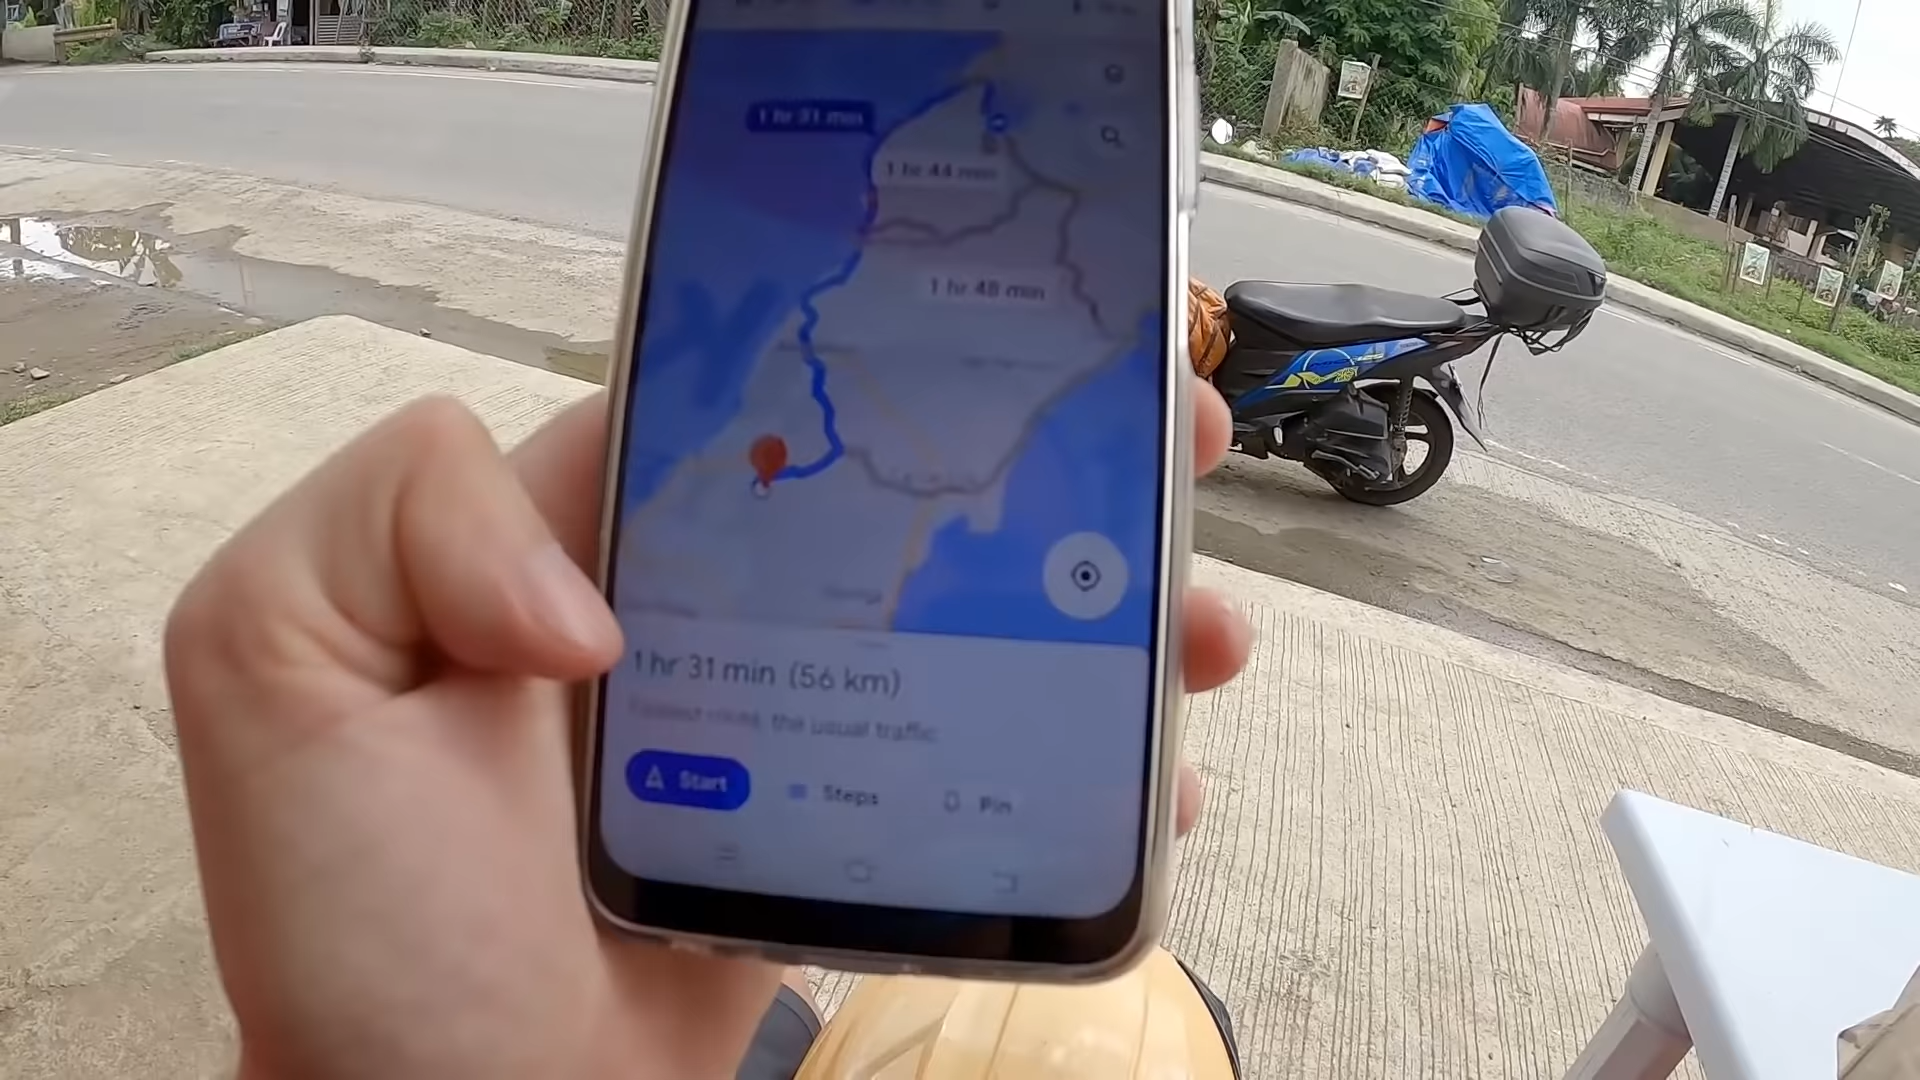 1 hr 31 min
1 hr 44 min
1 hr 48 min
1 hr 31 min (56 km)
Fastest route, the usual traffic
Start
Steps
Pin